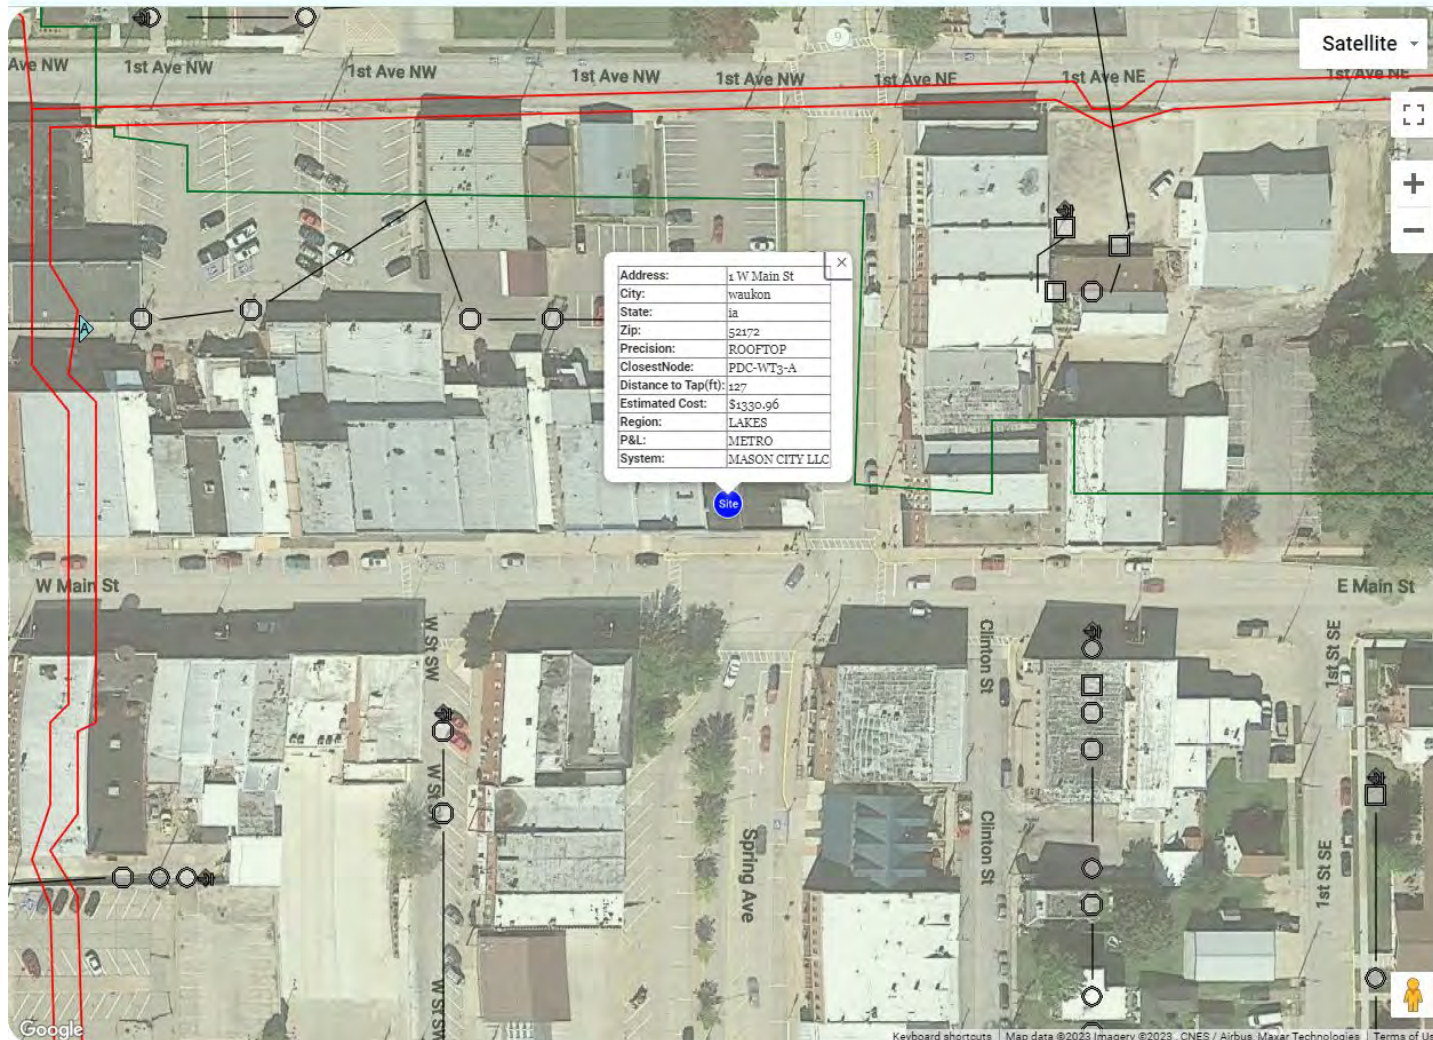 9
Satellite
Ave NW
1st Ave NW
1st Ave NW
1st Ave NW
1st Ave NW
1st Ave NE
1st Ave NE
1st Ave NE
A
Address: 1 W Main St
City: waukon
State: ia
Zip: 52172
Precision: ROOFTOP
ClosestNode: PDC-WT3-A
Distance to Tap(ft): 127
Estimated Cost: $1330.96
Region: LAKES
P&L: METRO
System: MASON CITY LLC
Site
W Main St
E Main St
W St SW
Clinton St
1st St SE
W St SW
Spring Ave
Clinton St
1st St SE
W St SW
Google
Keyboard shortcuts
Map data ©2023 Imagery ©2023 , CNES / Airbus, Maxar Technologies
Terms of Us